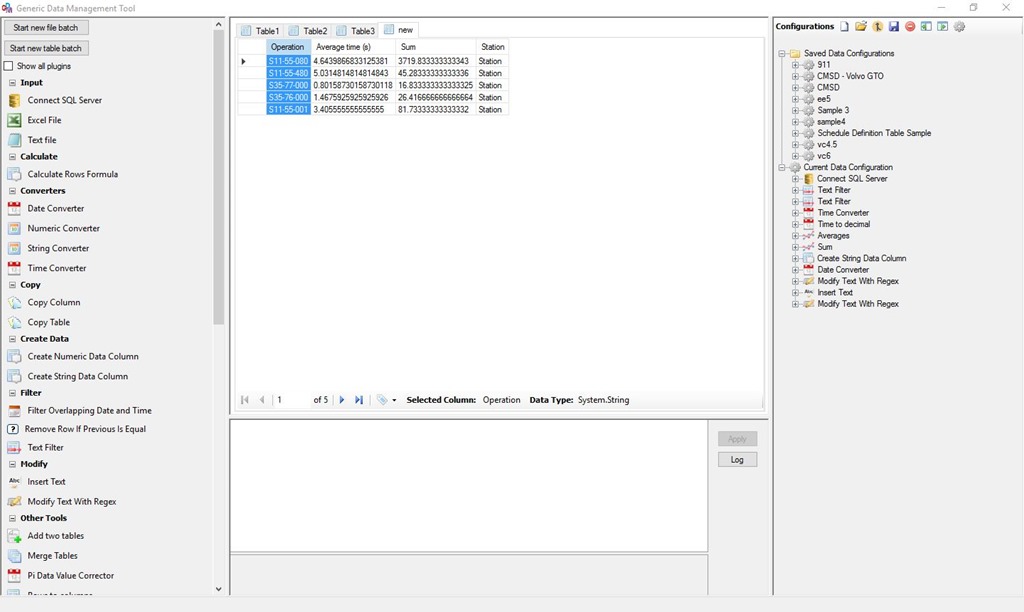 Generic Data Management Tool
Start new file batch
Start new table batch
Show all plugins
Input
Connect SQL Server
Excel File
Text file
Calculate
Calculate Rows Formula
Converters
Date Converter
Numeric Converter
String Converter
Time Converter
Copy
Copy Column
Copy Table
Create Data
Create Numeric Data Column
Create String Data Column
Filter
Filter Overlapping Date and Time
Remove Row If Previous Is Equal
Text Filter
Modify
Insert Text
Modify Text With Regex
Other Tools
Add two tables
Merge Tables
Pi Data Value Corrector
Rows to columns
Table1 Table2 Table3 new
Operation Average time (s) Sum Station
S11-55-080 4.6439866833125381 3719.833333333343 Station
S11-55-480 5.0314814814814843 45.28333333333336 Station
S35-77-000 0.80158730158730118 16.833333333333325 Station
S35-76-000 1.4675925925925926 26.416666666666664 Station
S11-55-001 3.405555555555555 81.73333333333332 Station
1 of 5 Selected Column: Operation Data Type: System.String
Apply
Log
Configurations
Saved Data Configurations
911
CMSD - Volvo GTO
CMSD
ee5
Sample 3
sample4
Schedule Definition Table Sample
vc4.5
vc6
Current Data Configuration
Connect SQL Server
Text Filter
Text Filter
Time Converter
Time to decimal
Averages
Sum
Create String Data Column
Date Converter
Modify Text With Regex
Insert Text
Modify Text With Regex